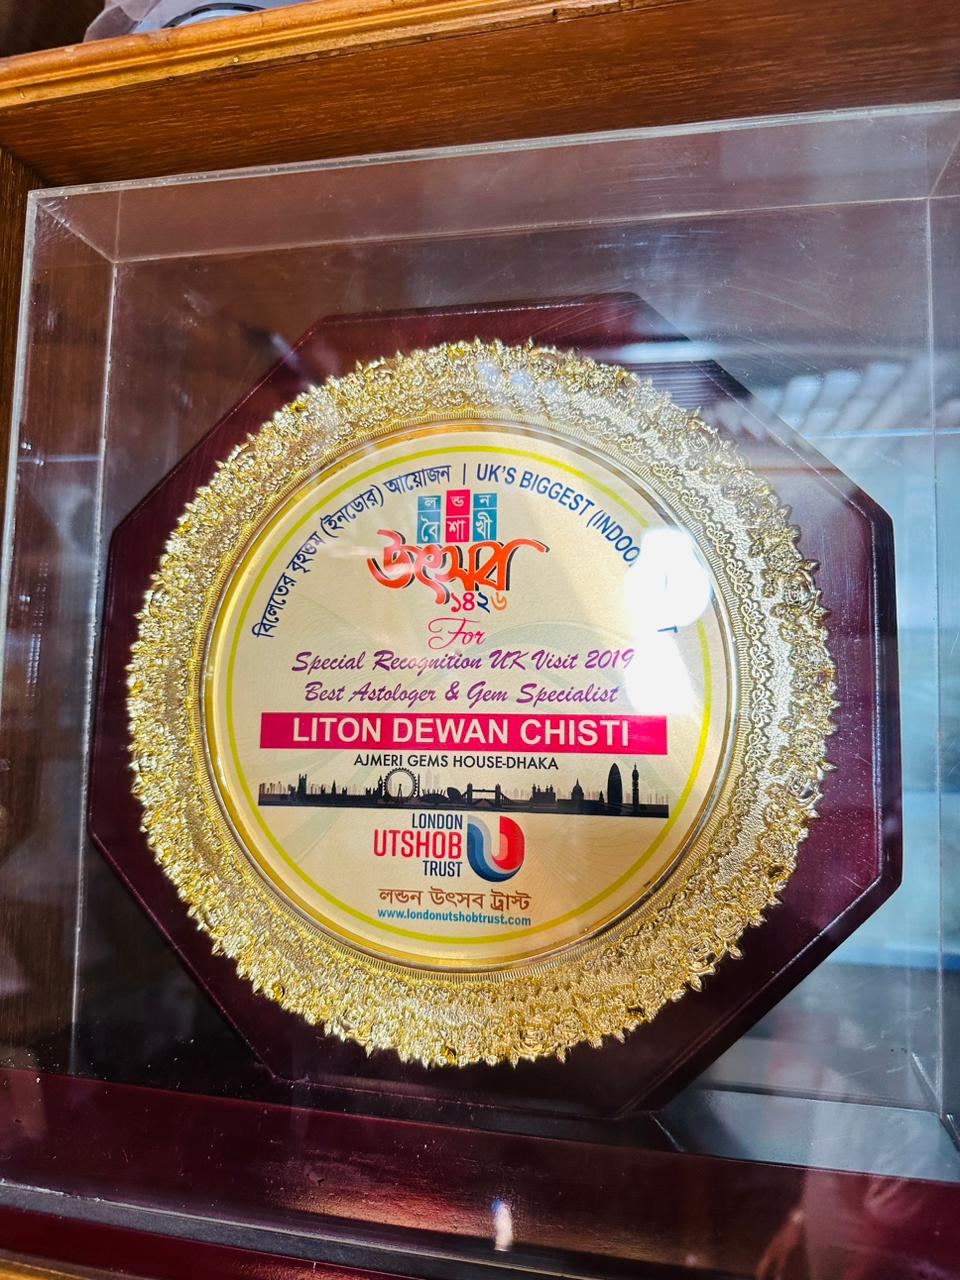 বিলেতের বৃহত্তম (ইনডোর) আয়োজন | UK'S BIGGEST (INDOO
লন্ডন
বৈশাখী
উৎসব
১৪২৬
For
Special Recognition UK Visit 2019
Best Astologer & Gem Specialist
LITON DEWAN CHISTI
AJMERI GEMS HOUSE-DHAKA
LONDON
UTSHOB
TRUST
লন্ডন উৎসব ট্রাস্ট
www.londonutshobtrust.com